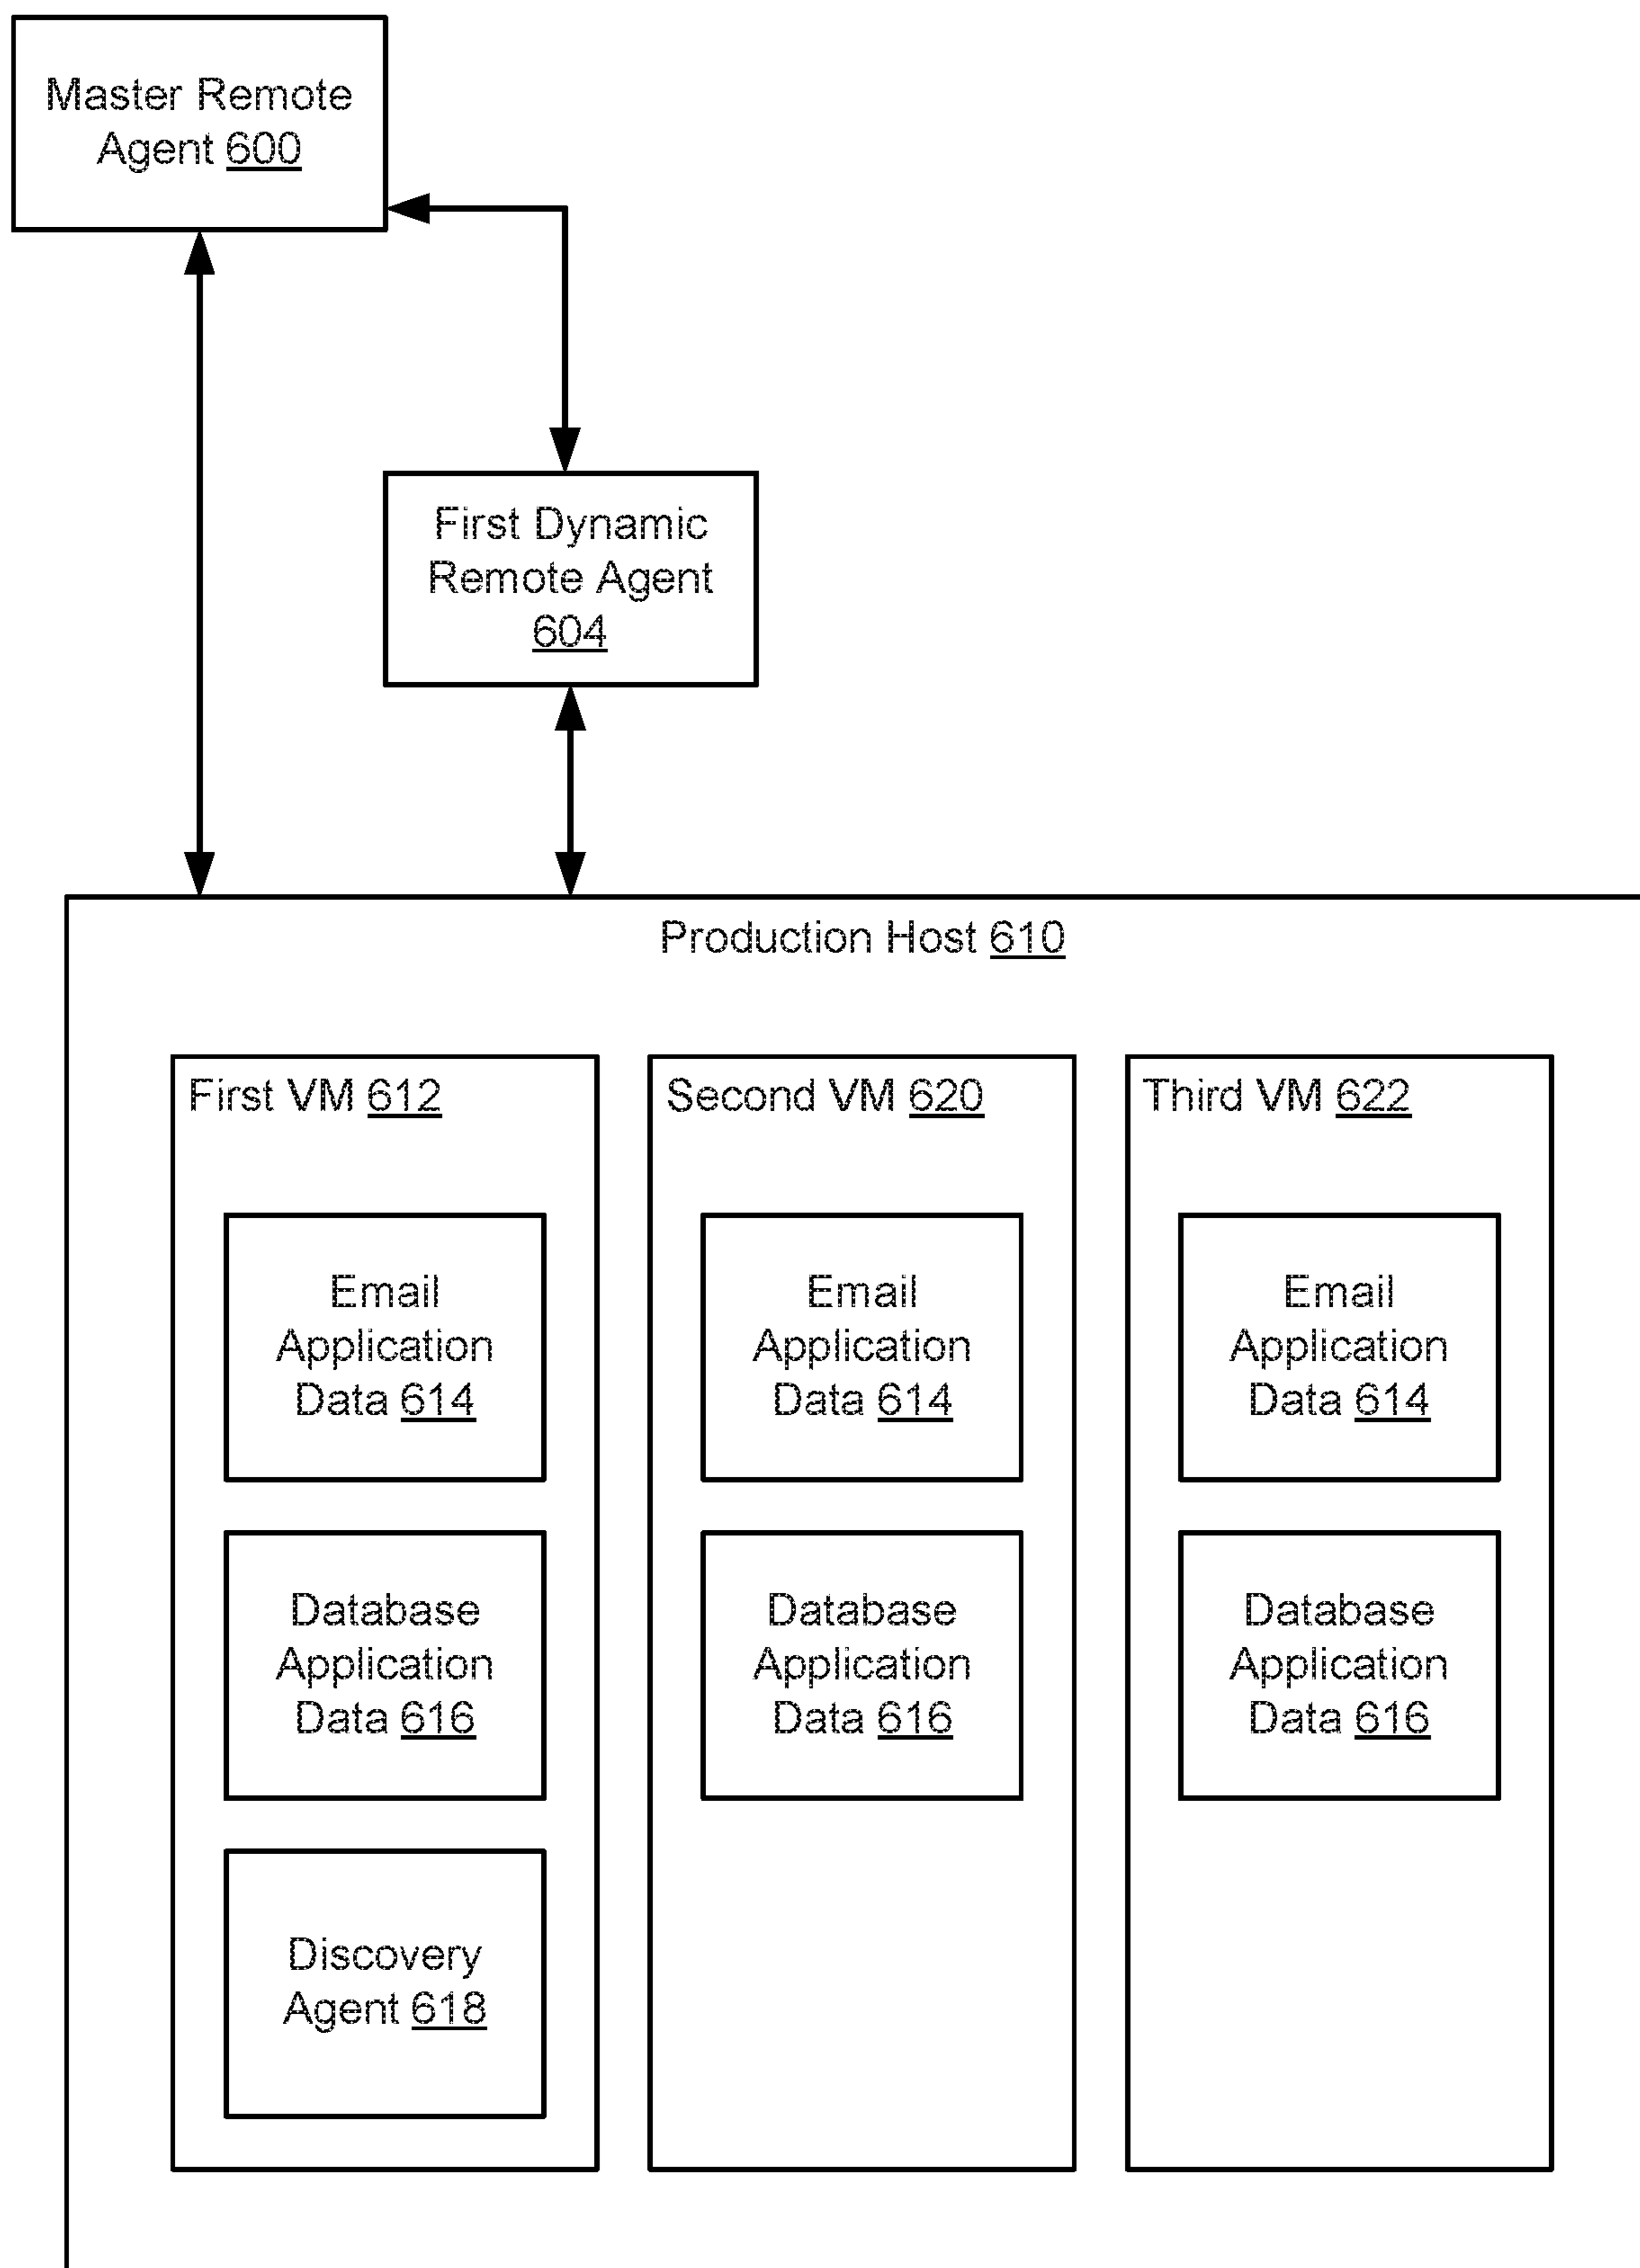 Master Remote
Agent 600
First Dynamic
Remote Agent
604
Production Host 610
First VM 612
Email
Application
Data 614
Database
Application
Data 616
Discovery
Agent 618
Second VM 620
Email
Application
Data 614
Database
Application
Data 616
Third VM 622
Email
Application
Data 614
Database
Application
Data 616